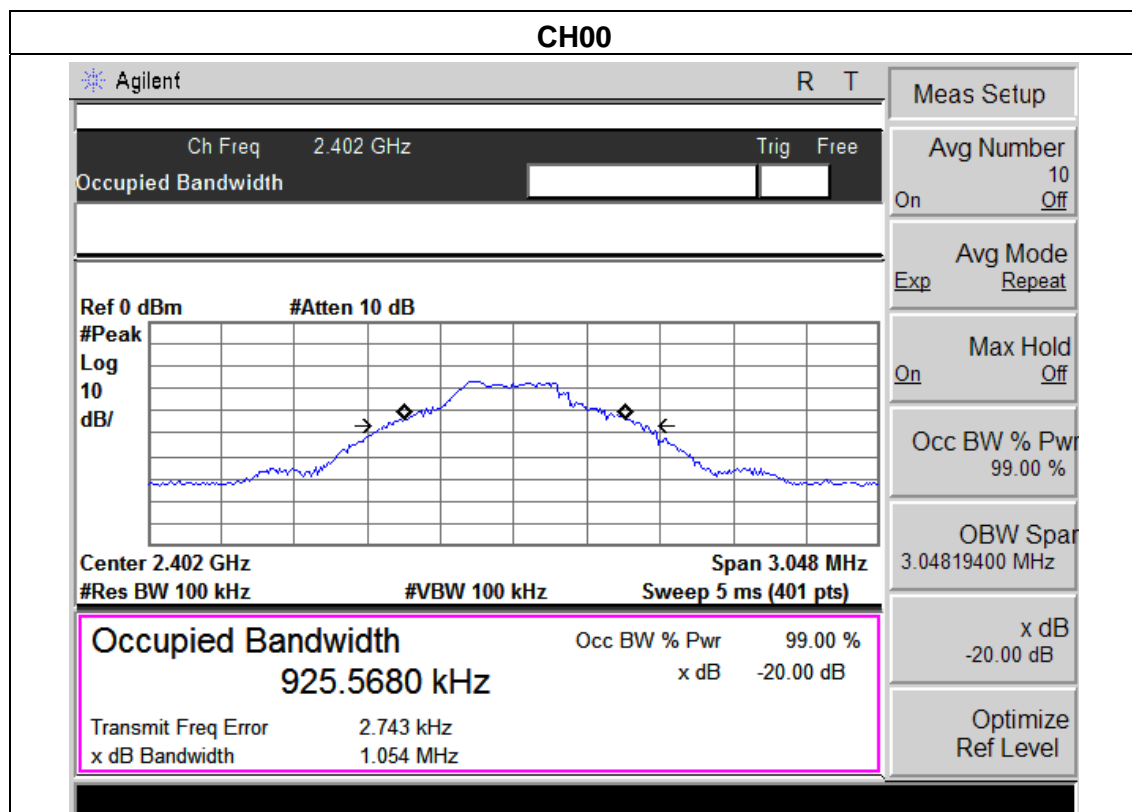 CH00
Agilent R T
Ch Freq 2.402 GHz Trig Free
Occupied Bandwidth
Ref 0 dBm #Atten 10 dB
#Peak
Log
10
dB/
Center 2.402 GHz Span 3.048 MHz
#Res BW 100 kHz #VBW 100 kHz Sweep 5 ms (401 pts)
Occupied Bandwidth Occ BW % Pwr 99.00 %
925.5680 kHz x dB -20.00 dB
Transmit Freq Error 2.743 kHz
x dB Bandwidth 1.054 MHz
Meas Setup
Avg Number
10
On Off
Avg Mode
Exp Repeat
Max Hold
On Off
Occ BW % Pwr
99.00 %
OBW Span
3.04819400 MHz
x dB
-20.00 dB
Optimize
Ref Level